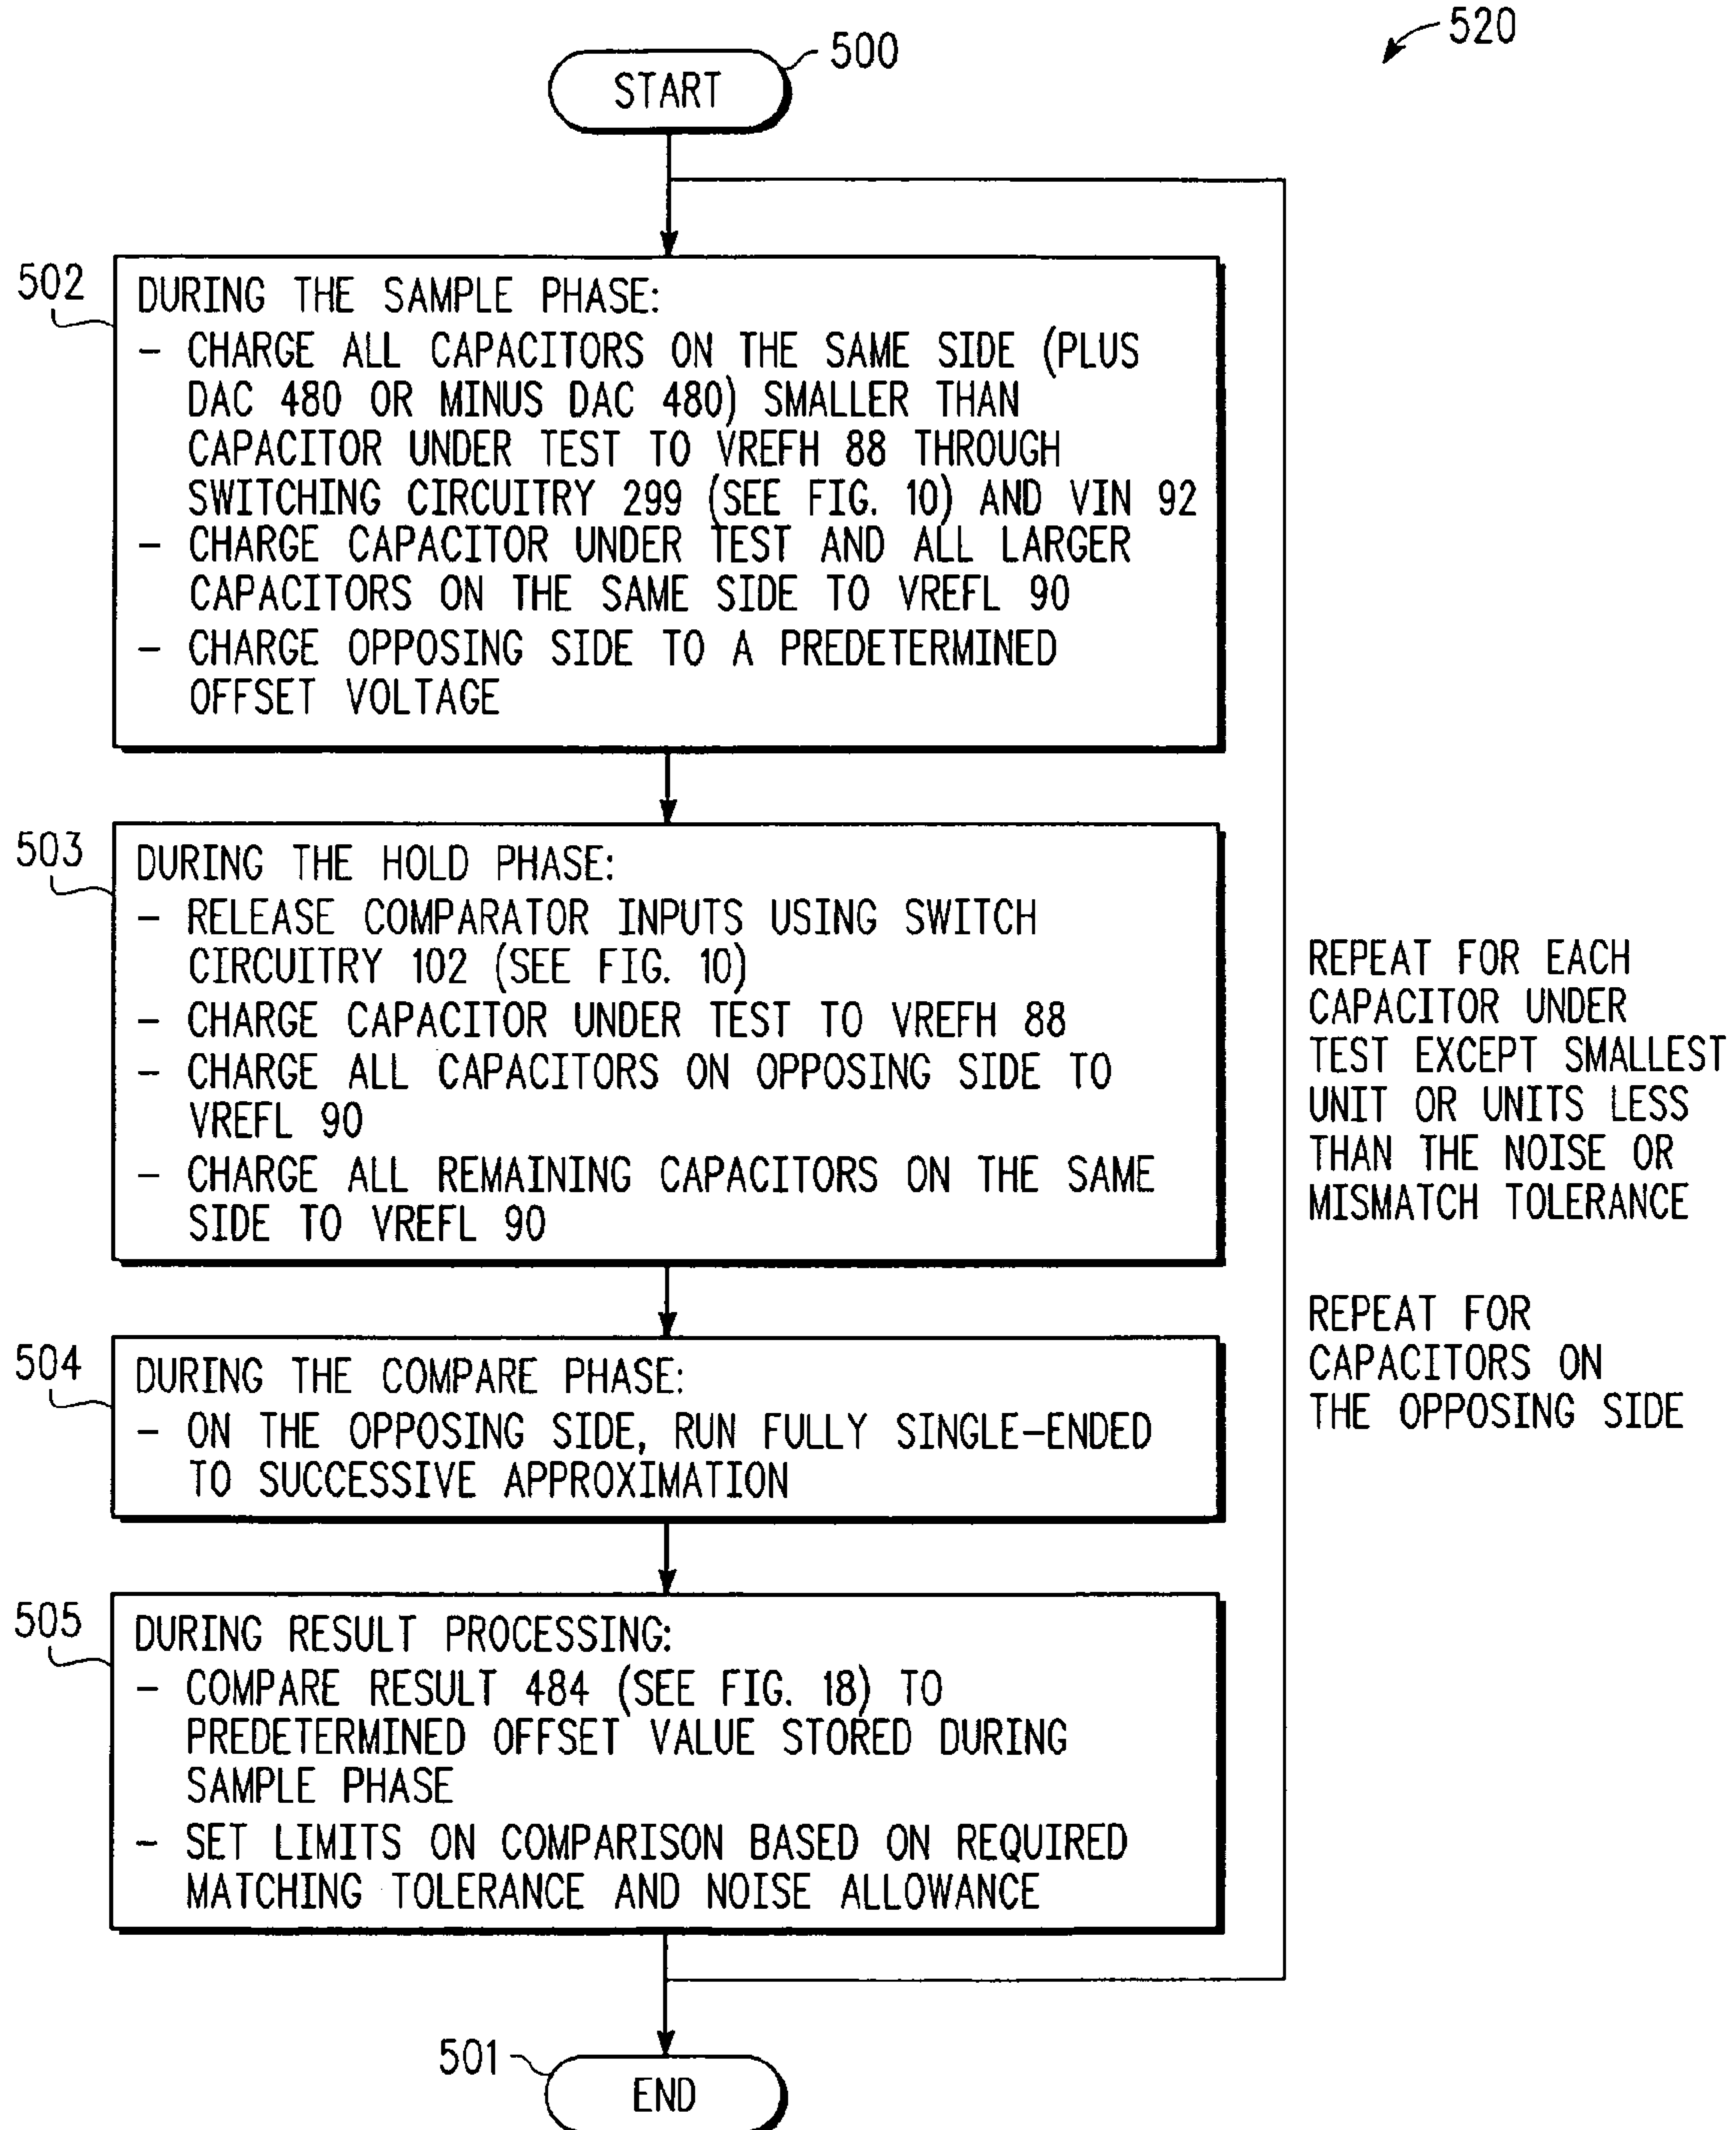 520
500
START
502
DURING THE SAMPLE PHASE:
– CHARGE ALL CAPACITORS ON THE SAME SIDE (PLUS
DAC 480 OR MINUS DAC 480) SMALLER THAN
CAPACITOR UNDER TEST TO VREFH 88 THROUGH
SWITCHING CIRCUITRY 299 (SEE FIG. 10) AND VIN 92
– CHARGE CAPACITOR UNDER TEST AND ALL LARGER
CAPACITORS ON THE SAME SIDE TO VREFL 90
– CHARGE OPPOSING SIDE TO A PREDETERMINED
OFFSET VOLTAGE
503
DURING THE HOLD PHASE:
– RELEASE COMPARATOR INPUTS USING SWITCH
CIRCUITRY 102 (SEE FIG. 10)
– CHARGE CAPACITOR UNDER TEST TO VREFH 88
– CHARGE ALL CAPACITORS ON OPPOSING SIDE TO
VREFL 90
– CHARGE ALL REMAINING CAPACITORS ON THE SAME
SIDE TO VREFL 90
504
DURING THE COMPARE PHASE:
– ON THE OPPOSING SIDE, RUN FULLY SINGLE–ENDED
TO SUCCESSIVE APPROXIMATION
505
DURING RESULT PROCESSING:
– COMPARE RESULT 484 (SEE FIG. 18) TO
PREDETERMINED OFFSET VALUE STORED DURING
SAMPLE PHASE
– SET LIMITS ON COMPARISON BASED ON REQUIRED
MATCHING TOLERANCE AND NOISE ALLOWANCE
REPEAT FOR EACH
CAPACITOR UNDER
TEST EXCEPT SMALLEST
UNIT OR UNITS LESS
THAN THE NOISE OR
MISMATCH TOLERANCE
REPEAT FOR
CAPACITORS ON
THE OPPOSING SIDE
501
END